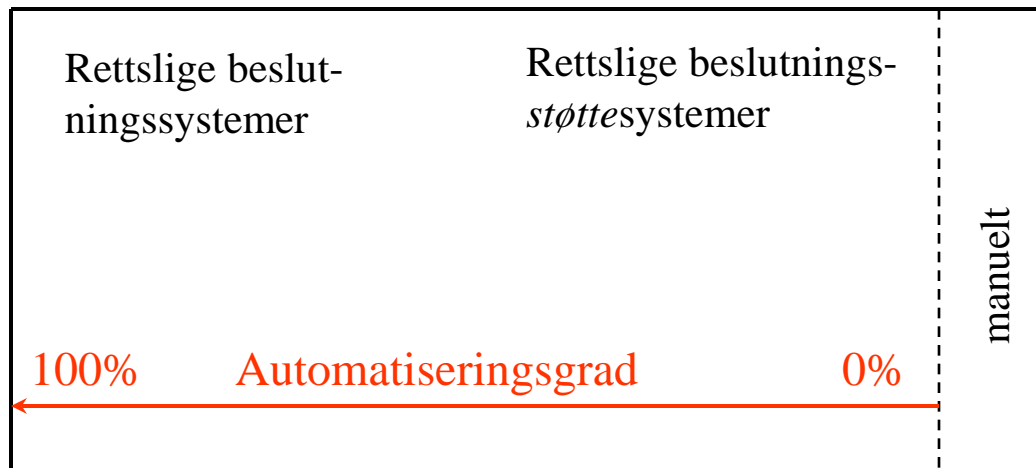 Rettslige beslut-
ningssystemer
Rettslige beslutnings-
støttesystemer
manuelt
100% Automatiseringsgrad 0%